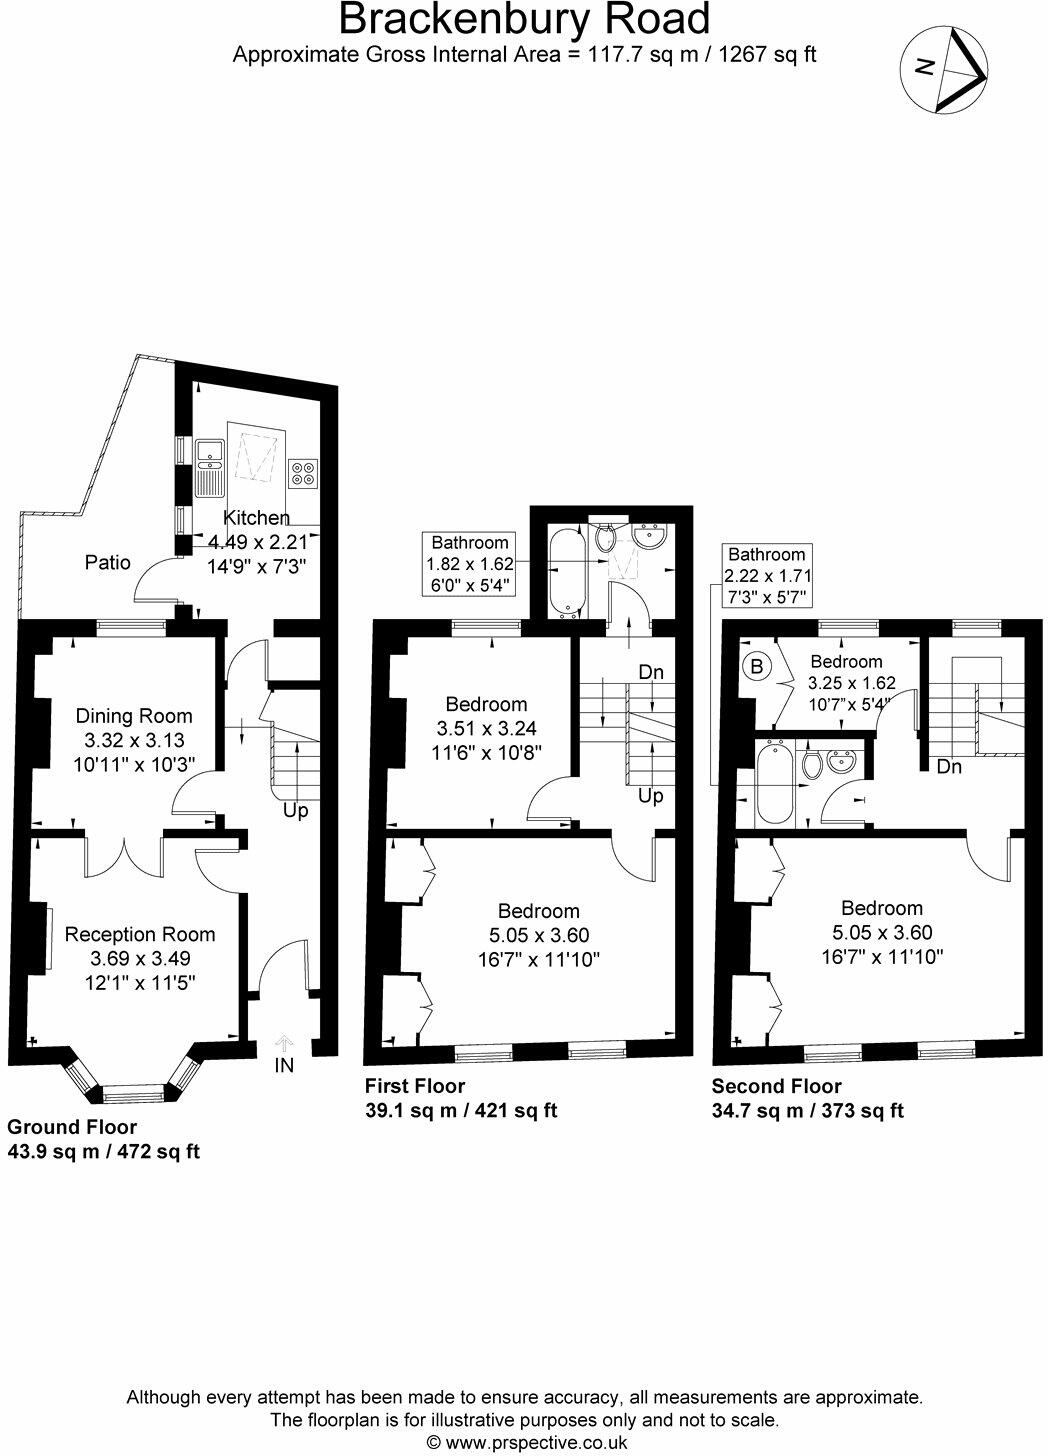 Brackenbury Road
Approximate Gross Internal Area = 117.7 sq m / 1267 sq ft
N
Kitchen
4.49 x 2.21
14'9" x 7'3"
Patio
Dining Room
3.32 x 3.13
10'11" x 10'3"
Up
Reception Room
3.69 x 3.49
12'1" x 11'5"
IN
Ground Floor
43.9 sq m / 472 sq ft
Bathroom
1.82 x 1.62
6'0" x 5'4"
Dn
Bedroom
3.51 x 3.24
11'6" x 10'8"
Up
Bedroom
5.05 x 3.60
16'7" x 11'10"
First Floor
39.1 sq m / 421 sq ft
Bathroom
2.22 x 1.71
7'3" x 5'7"
B
Bedroom
3.25 x 1.62
10'7" x 5'4"
Dn
Bedroom
5.05 x 3.60
16'7" x 11'10"
Second Floor
34.7 sq m / 373 sq ft
Although every attempt has been made to ensure accuracy, all measurements are approximate.
The floorplan is for illustrative purposes only and not to scale.
© www.prspective.co.uk